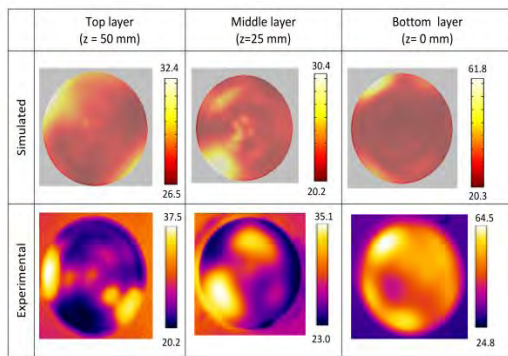 Top layer
(z = 50 mm)
Middle layer
(z=25 mm)
Bottom layer
(z= 0 mm)
Simulated
32.4
26.5
30.4
20.2
61.8
20.3
Experimental
37.5
20.2
35.1
23.0
64.5
24.8